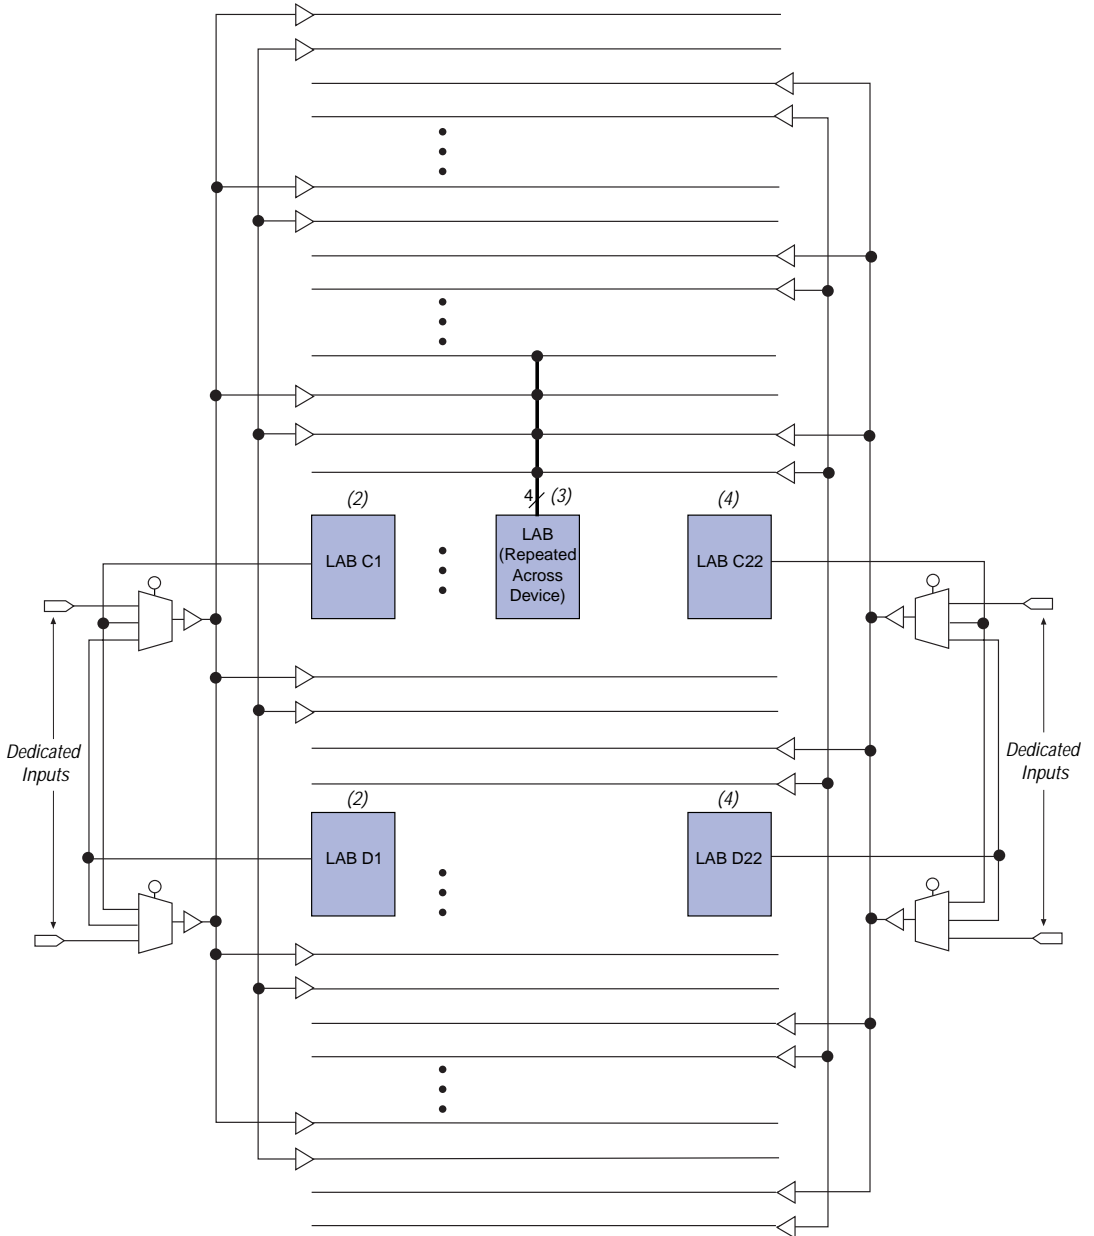 (2)
4
(3)
(4)
LAB C1
LAB
(Repeated
Across
Device)
LAB C22
Dedicated
Inputs
Dedicated
Inputs
(2)
(4)
LAB D1
LAB D22